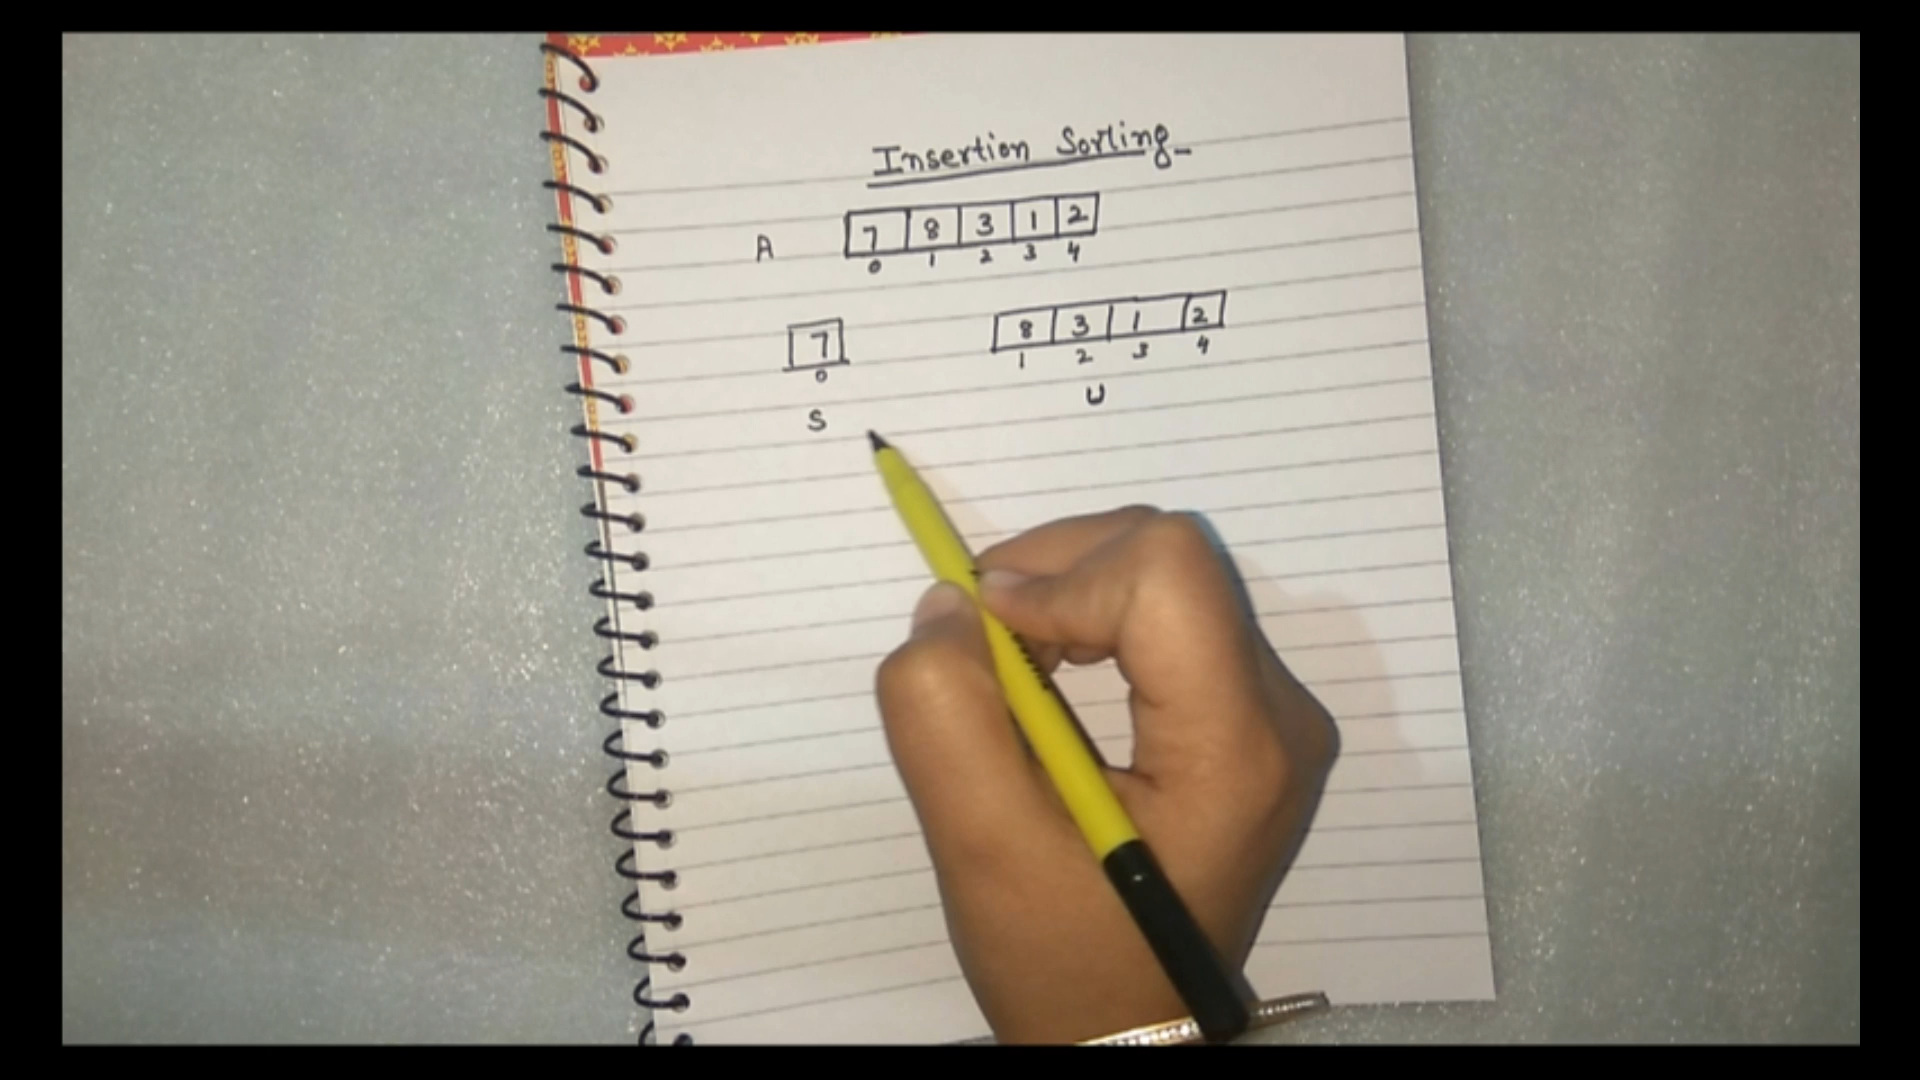 Insertion Sorting-
A 7 8 3 1 2
0 1 2 3 4
7 8 3 1 2
0 1 2 3 4
S U